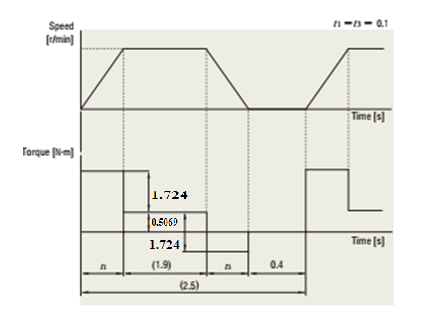 Speed
[r/min]
t1 = t3 = 0.1
Time [s]
Torque [N·m]
1.724
0.5069
1.724
Time [s]
t1 (1.9) t3 0.4
(2.5)